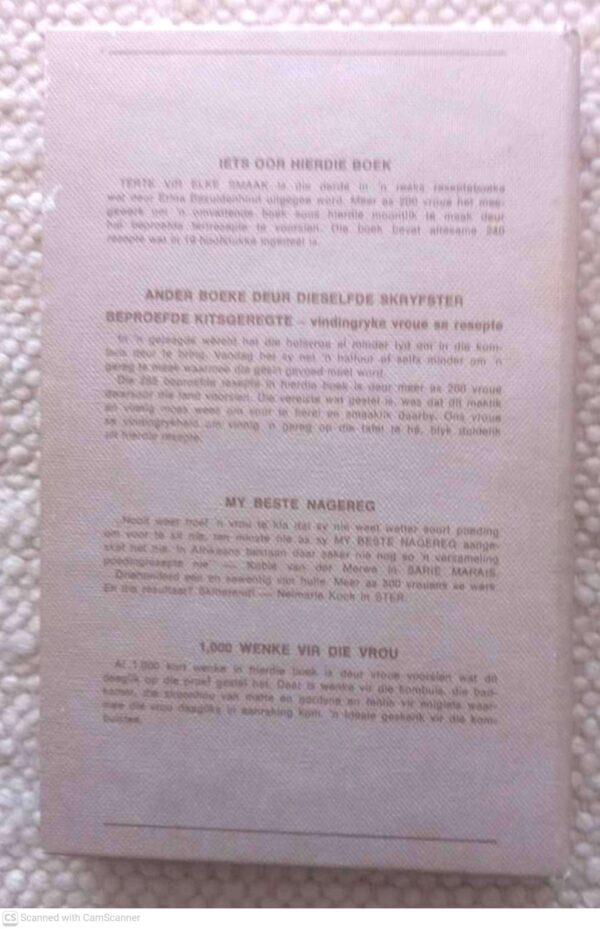 IETS OOR HIERDIE BOEK
TERTE VIR ELKE SMAAK is die derde in 'n reeks resepteboeke
wat deur Erina Bezuidenhout uitgegee word. Meer as 200 vroue het mee-
gewerk om 'n omvattende boek soos hierdie moontlik te maak deur
hul beproefde tertresepte te voorsien. Die boek bevat altesame 240
resepte wat in 19 hoofstukke ingedeel is.
ANDER BOEKE DEUR DIESELFDE SKRYFSTER
BEPROEFDE KITSGEREGTE – vindingryke vroue se resepte
In 'n gejaagde wêreld het die huisvrou al minder tyd om in die kom-
buis deur te bring. Vandag het sy net 'n halfuur of selfs minder om 'n
gereg te maak waarmee die gesin gevoed moet word.
Die 285 beproefde resepte in hierdie boek is deur meer as 200 vroue
dwarsoor die land voorsien. Die vereiste wat gestel is, was dat dit maklik
en vinnig moes wees om voor te berei en smaaklik daarby. Ons vroue
se vindingrykheid om vinnig 'n gereg op die tafel te hê, blyk duidelik
uit hierdie resepte.
MY BESTE NAGEREG
„Nooit weer hoef 'n vrou te kla dat sy nie weet watter soort poeding
om voor te sit nie, ten minste nie as sy MY BESTE NAGEREG aange-
skaf het nie. In Afrikaans bestaan daar seker nie nog so 'n versameling
poedingresepte nie" — Kobie van der Merwe in SARIE MARAIS.
„Driehonderd een en sewentig van hulle. Meer as 300 vrouens se werk.
En die resultaat? Skitterend!" — Nelmarie Kock in STER.
1,000 WENKE VIR DIE VROU
Al 1,000 kort wenke in hierdie boek is deur vroue voorsien wat dit
daagliks op die proef gestel het. Daar is wenke vir die kombuis, die bad-
kamer, die skoonhou van matte en gordyne en feitlik vir enigiets waar-
mee die vrou daagliks in aanraking kom. 'n Ideale geskenk vir die kom-
buistee.
CS Scanned with CamScanner